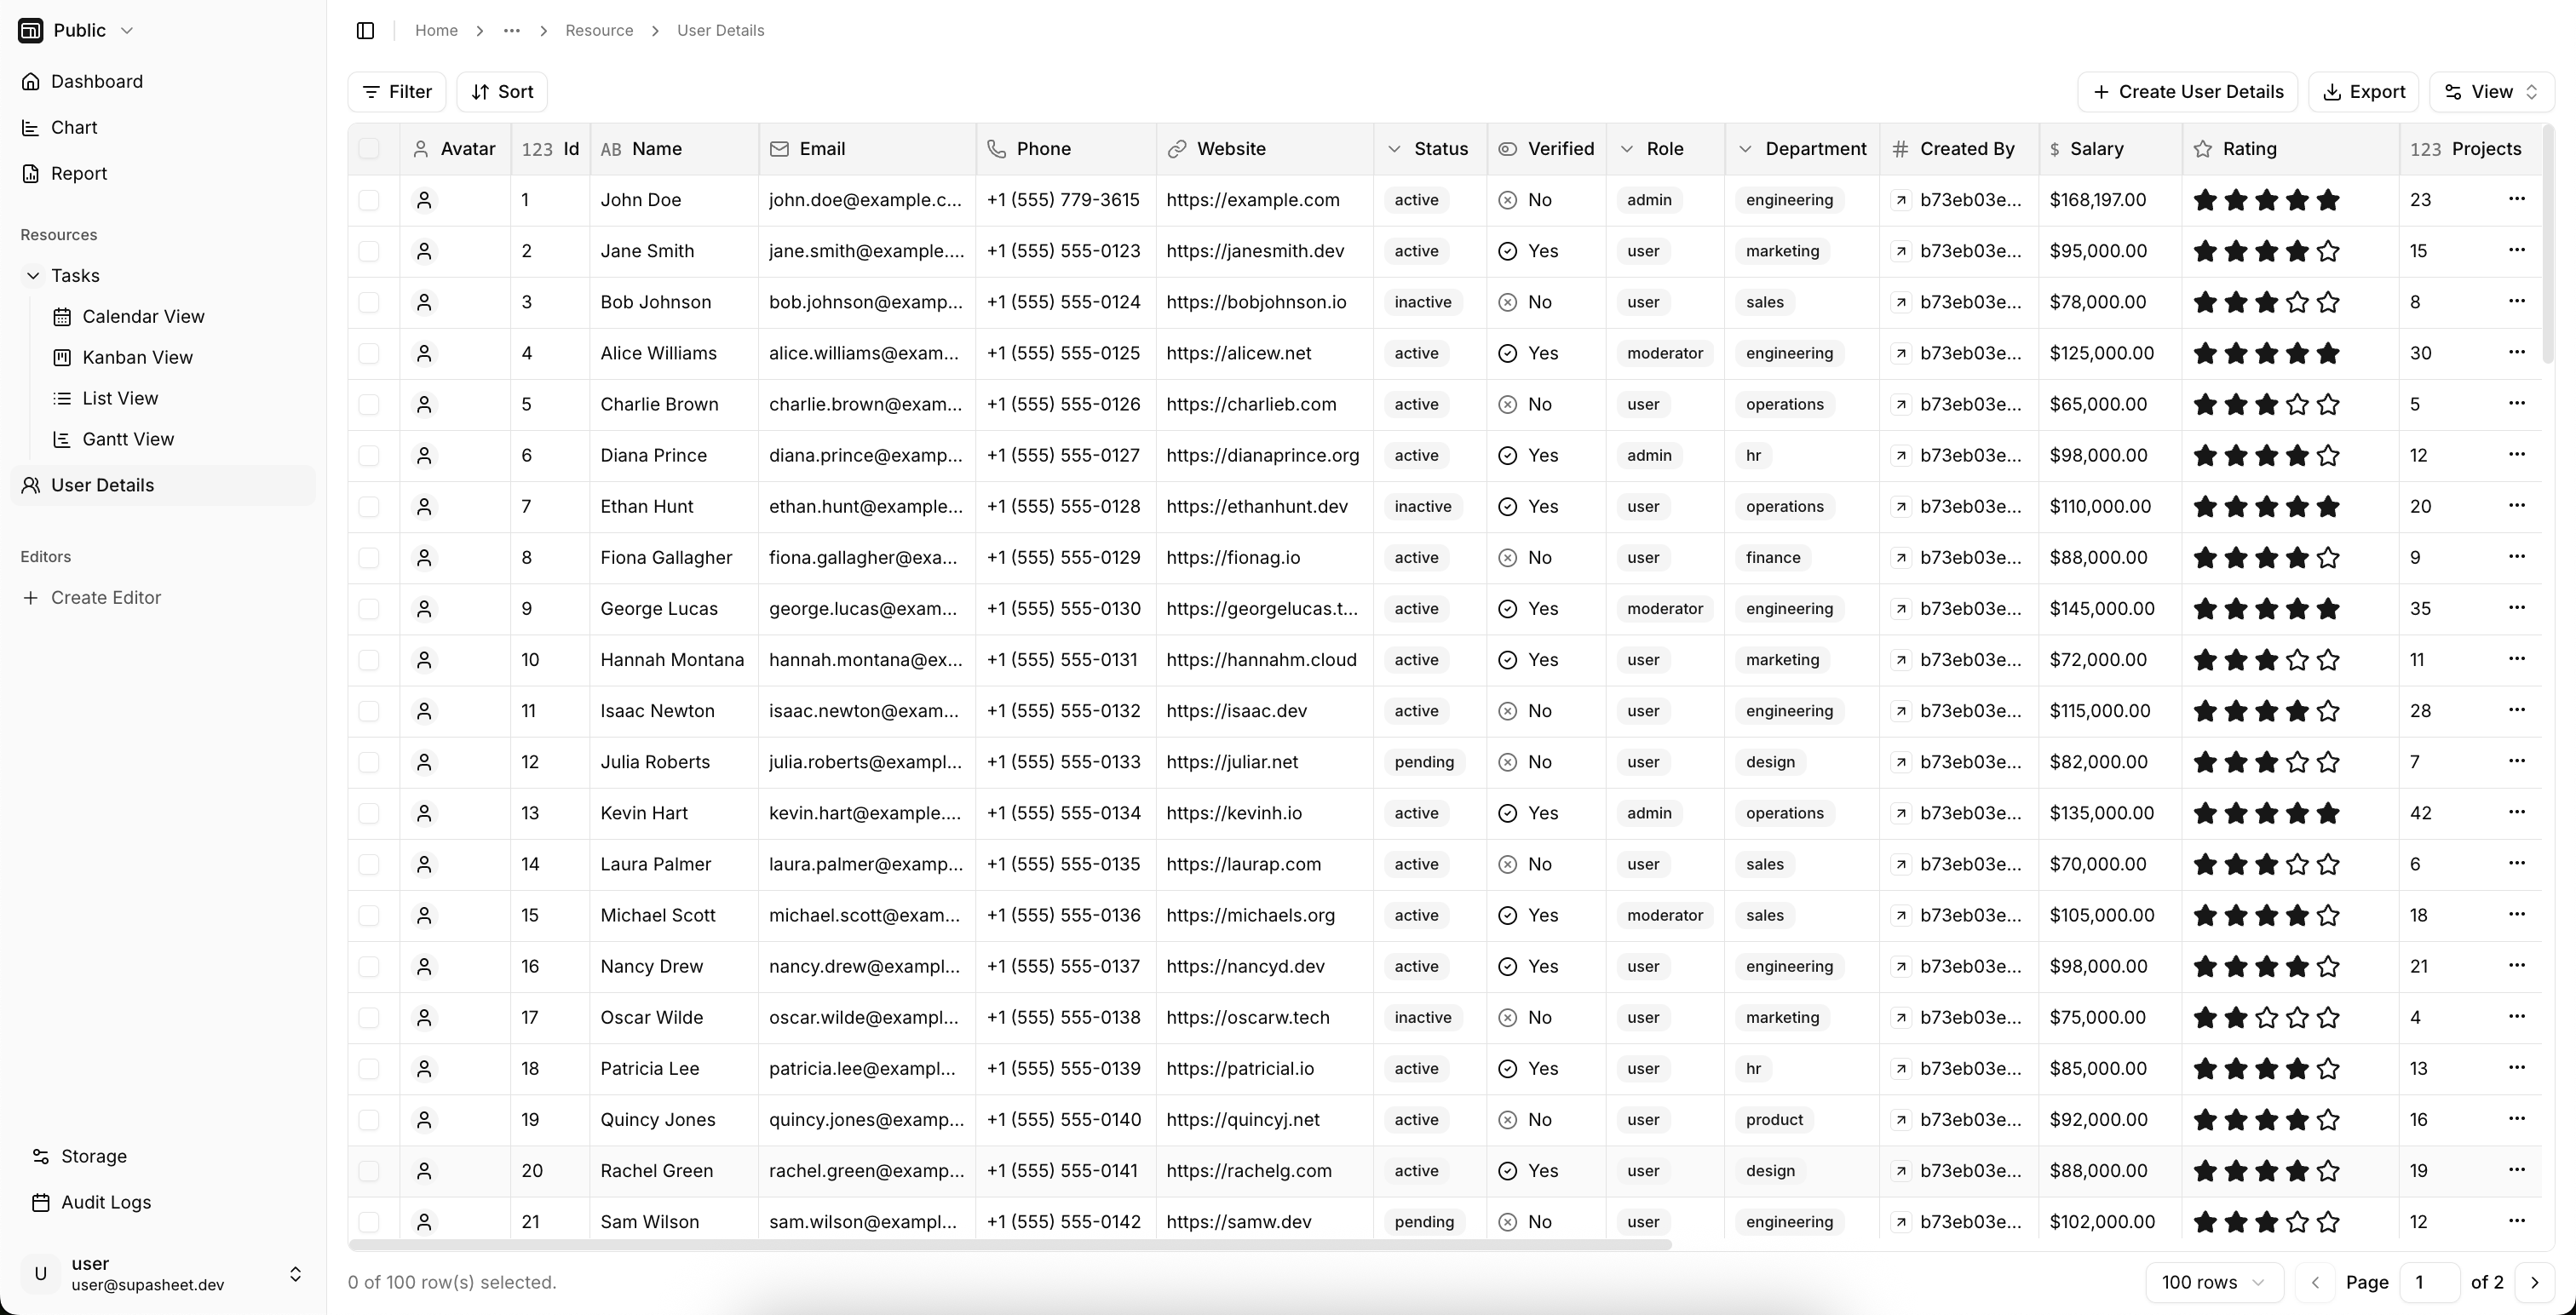 Public
Home > ... > Resource > User Details
Dashboard
Chart
Report
Resources
Tasks
Calendar View
Kanban View
List View
Gantt View
User Details
Editors
+ Create Editor
Storage
Audit Logs
U user
user@supasheet.dev
Filter Sort + Create User Details Export View
Avatar 123 Id AB Name Email Phone Website Status Verified Role Department # Created By $ Salary Rating 123 Projects
1 John Doe john.doe@example.c... +1 (555) 779-3615 https://example.com active No admin engineering b73eb03e... $168,197.00 23 ...
2 Jane Smith jane.smith@example.... +1 (555) 555-0123 https://janesmith.dev active Yes user marketing b73eb03e... $95,000.00 15 ...
3 Bob Johnson bob.johnson@examp... +1 (555) 555-0124 https://bobjohnson.io inactive No user sales b73eb03e... $78,000.00 8 ...
4 Alice Williams alice.williams@exam... +1 (555) 555-0125 https://alicew.net active Yes moderator engineering b73eb03e... $125,000.00 30 ...
5 Charlie Brown charlie.brown@exam... +1 (555) 555-0126 https://charlieb.com active No user operations b73eb03e... $65,000.00 5 ...
6 Diana Prince diana.prince@examp... +1 (555) 555-0127 https://dianaprince.org active Yes admin hr b73eb03e... $98,000.00 12 ...
7 Ethan Hunt ethan.hunt@example... +1 (555) 555-0128 https://ethanhunt.dev inactive Yes user operations b73eb03e... $110,000.00 20 ...
8 Fiona Gallagher fiona.gallagher@exa... +1 (555) 555-0129 https://fionag.io active No user finance b73eb03e... $88,000.00 9 ...
9 George Lucas george.lucas@exam... +1 (555) 555-0130 https://georgelucas.t... active Yes moderator engineering b73eb03e... $145,000.00 35 ...
10 Hannah Montana hannah.montana@ex... +1 (555) 555-0131 https://hannahm.cloud active Yes user marketing b73eb03e... $72,000.00 11 ...
11 Isaac Newton isaac.newton@exam... +1 (555) 555-0132 https://isaac.dev active No user engineering b73eb03e... $115,000.00 28 ...
12 Julia Roberts julia.roberts@exampl... +1 (555) 555-0133 https://juliar.net pending No user design b73eb03e... $82,000.00 7 ...
13 Kevin Hart kevin.hart@example.... +1 (555) 555-0134 https://kevinh.io active Yes admin operations b73eb03e... $135,000.00 42 ...
14 Laura Palmer laura.palmer@examp... +1 (555) 555-0135 https://laurap.com active No user sales b73eb03e... $70,000.00 6 ...
15 Michael Scott michael.scott@exam... +1 (555) 555-0136 https://michaels.org active Yes moderator sales b73eb03e... $105,000.00 18 ...
16 Nancy Drew nancy.drew@exampl... +1 (555) 555-0137 https://nancyd.dev active Yes user engineering b73eb03e... $98,000.00 21 ...
17 Oscar Wilde oscar.wilde@exampl... +1 (555) 555-0138 https://oscarw.tech inactive No user marketing b73eb03e... $75,000.00 4 ...
18 Patricia Lee patricia.lee@exampl... +1 (555) 555-0139 https://patricial.io active Yes user hr b73eb03e... $85,000.00 13 ...
19 Quincy Jones quincy.jones@examp... +1 (555) 555-0140 https://quincyj.net active No user product b73eb03e... $92,000.00 16 ...
20 Rachel Green rachel.green@examp... +1 (555) 555-0141 https://rachelg.com active Yes user design b73eb03e... $88,000.00 19 ...
21 Sam Wilson sam.wilson@exampl... +1 (555) 555-0142 https://samw.dev pending No user engineering b73eb03e... $102,000.00 12 ...
0 of 100 row(s) selected. 100 rows Page 1 of 2